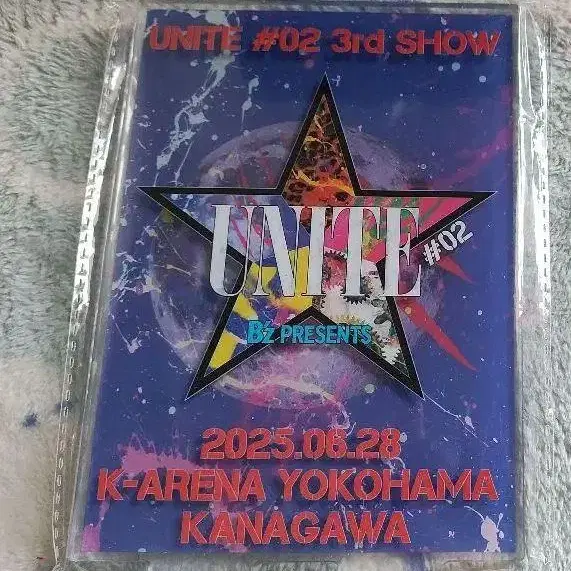 UNITE #02 3rd SHOW
UNITE #02
B'z PRESENTS
2025.06.28
K-ARENA YOKOHAMA
KANAGAWA